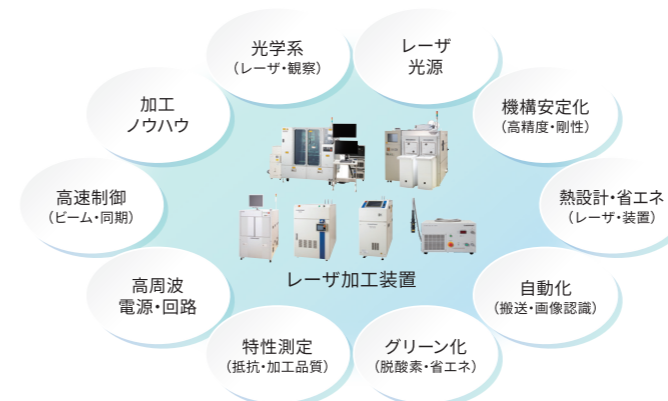 光学系
(レーザ・観察)
レーザ
光源
加工
ノウハウ
機構安定化
(高精度・剛性)
高速制御
(ビーム・同期)
熱設計・省エネ
(レーザ・装置)
レーザ加工装置
高周波
電源・回路
自動化
(搬送・画像認識)
特性測定
(抵抗・加工品質)
グリーン化
(脱酸素・省エネ)